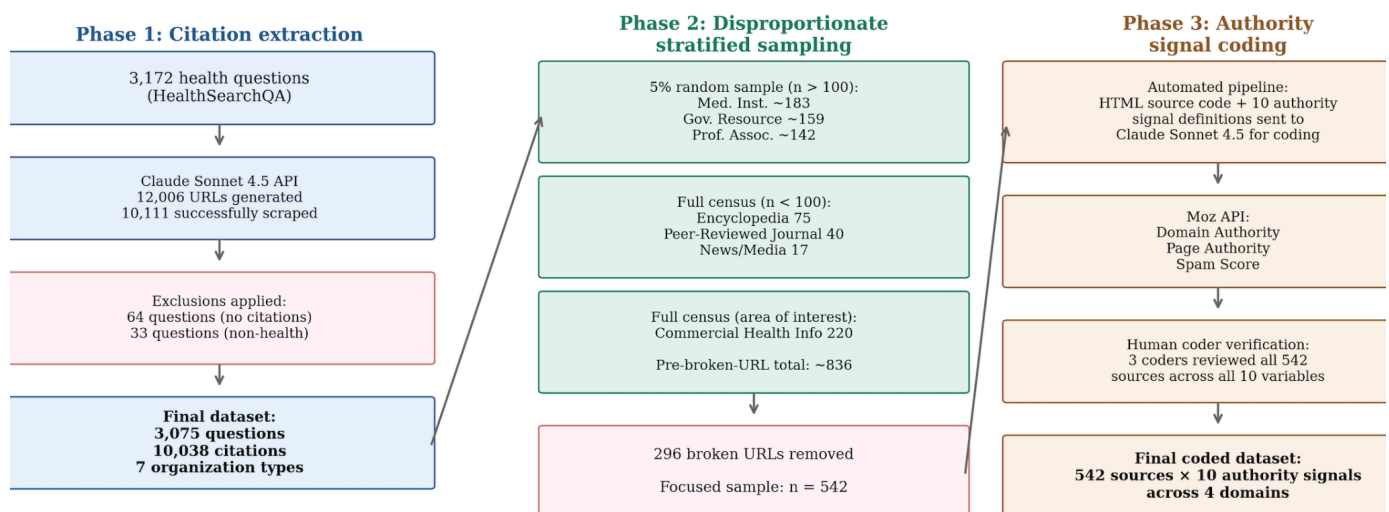 Phase 1: Citation extraction
3,172 health questions
(HealthSearchQA)
Claude Sonnet 4.5 API
12,006 URLs generated
10,111 successfully scraped
Exclusions applied:
64 questions (no citations)
33 questions (non-health)
Final dataset:
3,075 questions
10,038 citations
7 organization types
Phase 2: Disproportionate
stratified sampling
5% random sample (n > 100):
Med. Inst. ~183
Gov. Resource ~159
Prof. Assoc. ~142
Full census (n < 100):
Encyclopedia 75
Peer-Reviewed Journal 40
News/Media 17
Full census (area of interest):
Commercial Health Info 220
Pre-broken-URL total: ~836
296 broken URLs removed
Focused sample: n = 542
Phase 3: Authority
signal coding
Automated pipeline:
HTML source code + 10 authority
signal definitions sent to
Claude Sonnet 4.5 for coding
Moz API:
Domain Authority
Page Authority
Spam Score
Human coder verification:
3 coders reviewed all 542
sources across all 10 variables
Final coded dataset:
542 sources × 10 authority signals
across 4 domains